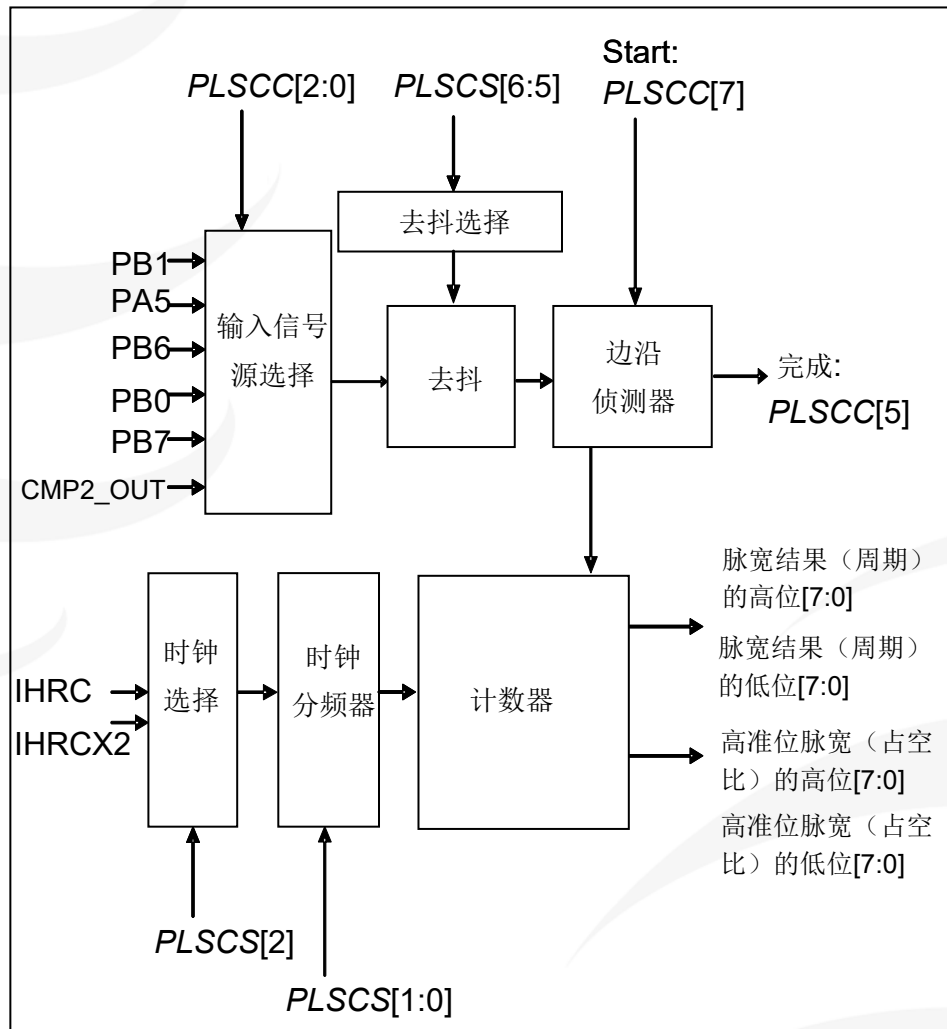 Start:
PLSCC[2:0]
PLSCS[6:5]
PLSCC[7]
去抖选择
PB1
PA5
PB6
PB0
PB7
CMP2_OUT
输入信号
源选择
去抖
边沿
侦测器
完成:
PLSCC[5]
脉宽结果（周期）
的高位[7:0]
脉宽结果（周期）
的低位[7:0]
高准位脉宽（占空
比）的高位[7:0]
高准位脉宽（占空
比）的低位[7:0]
IHRC
IHRCX2
时钟
选择
时钟
分频器
计数器
PLSCS[2]
PLSCS[1:0]